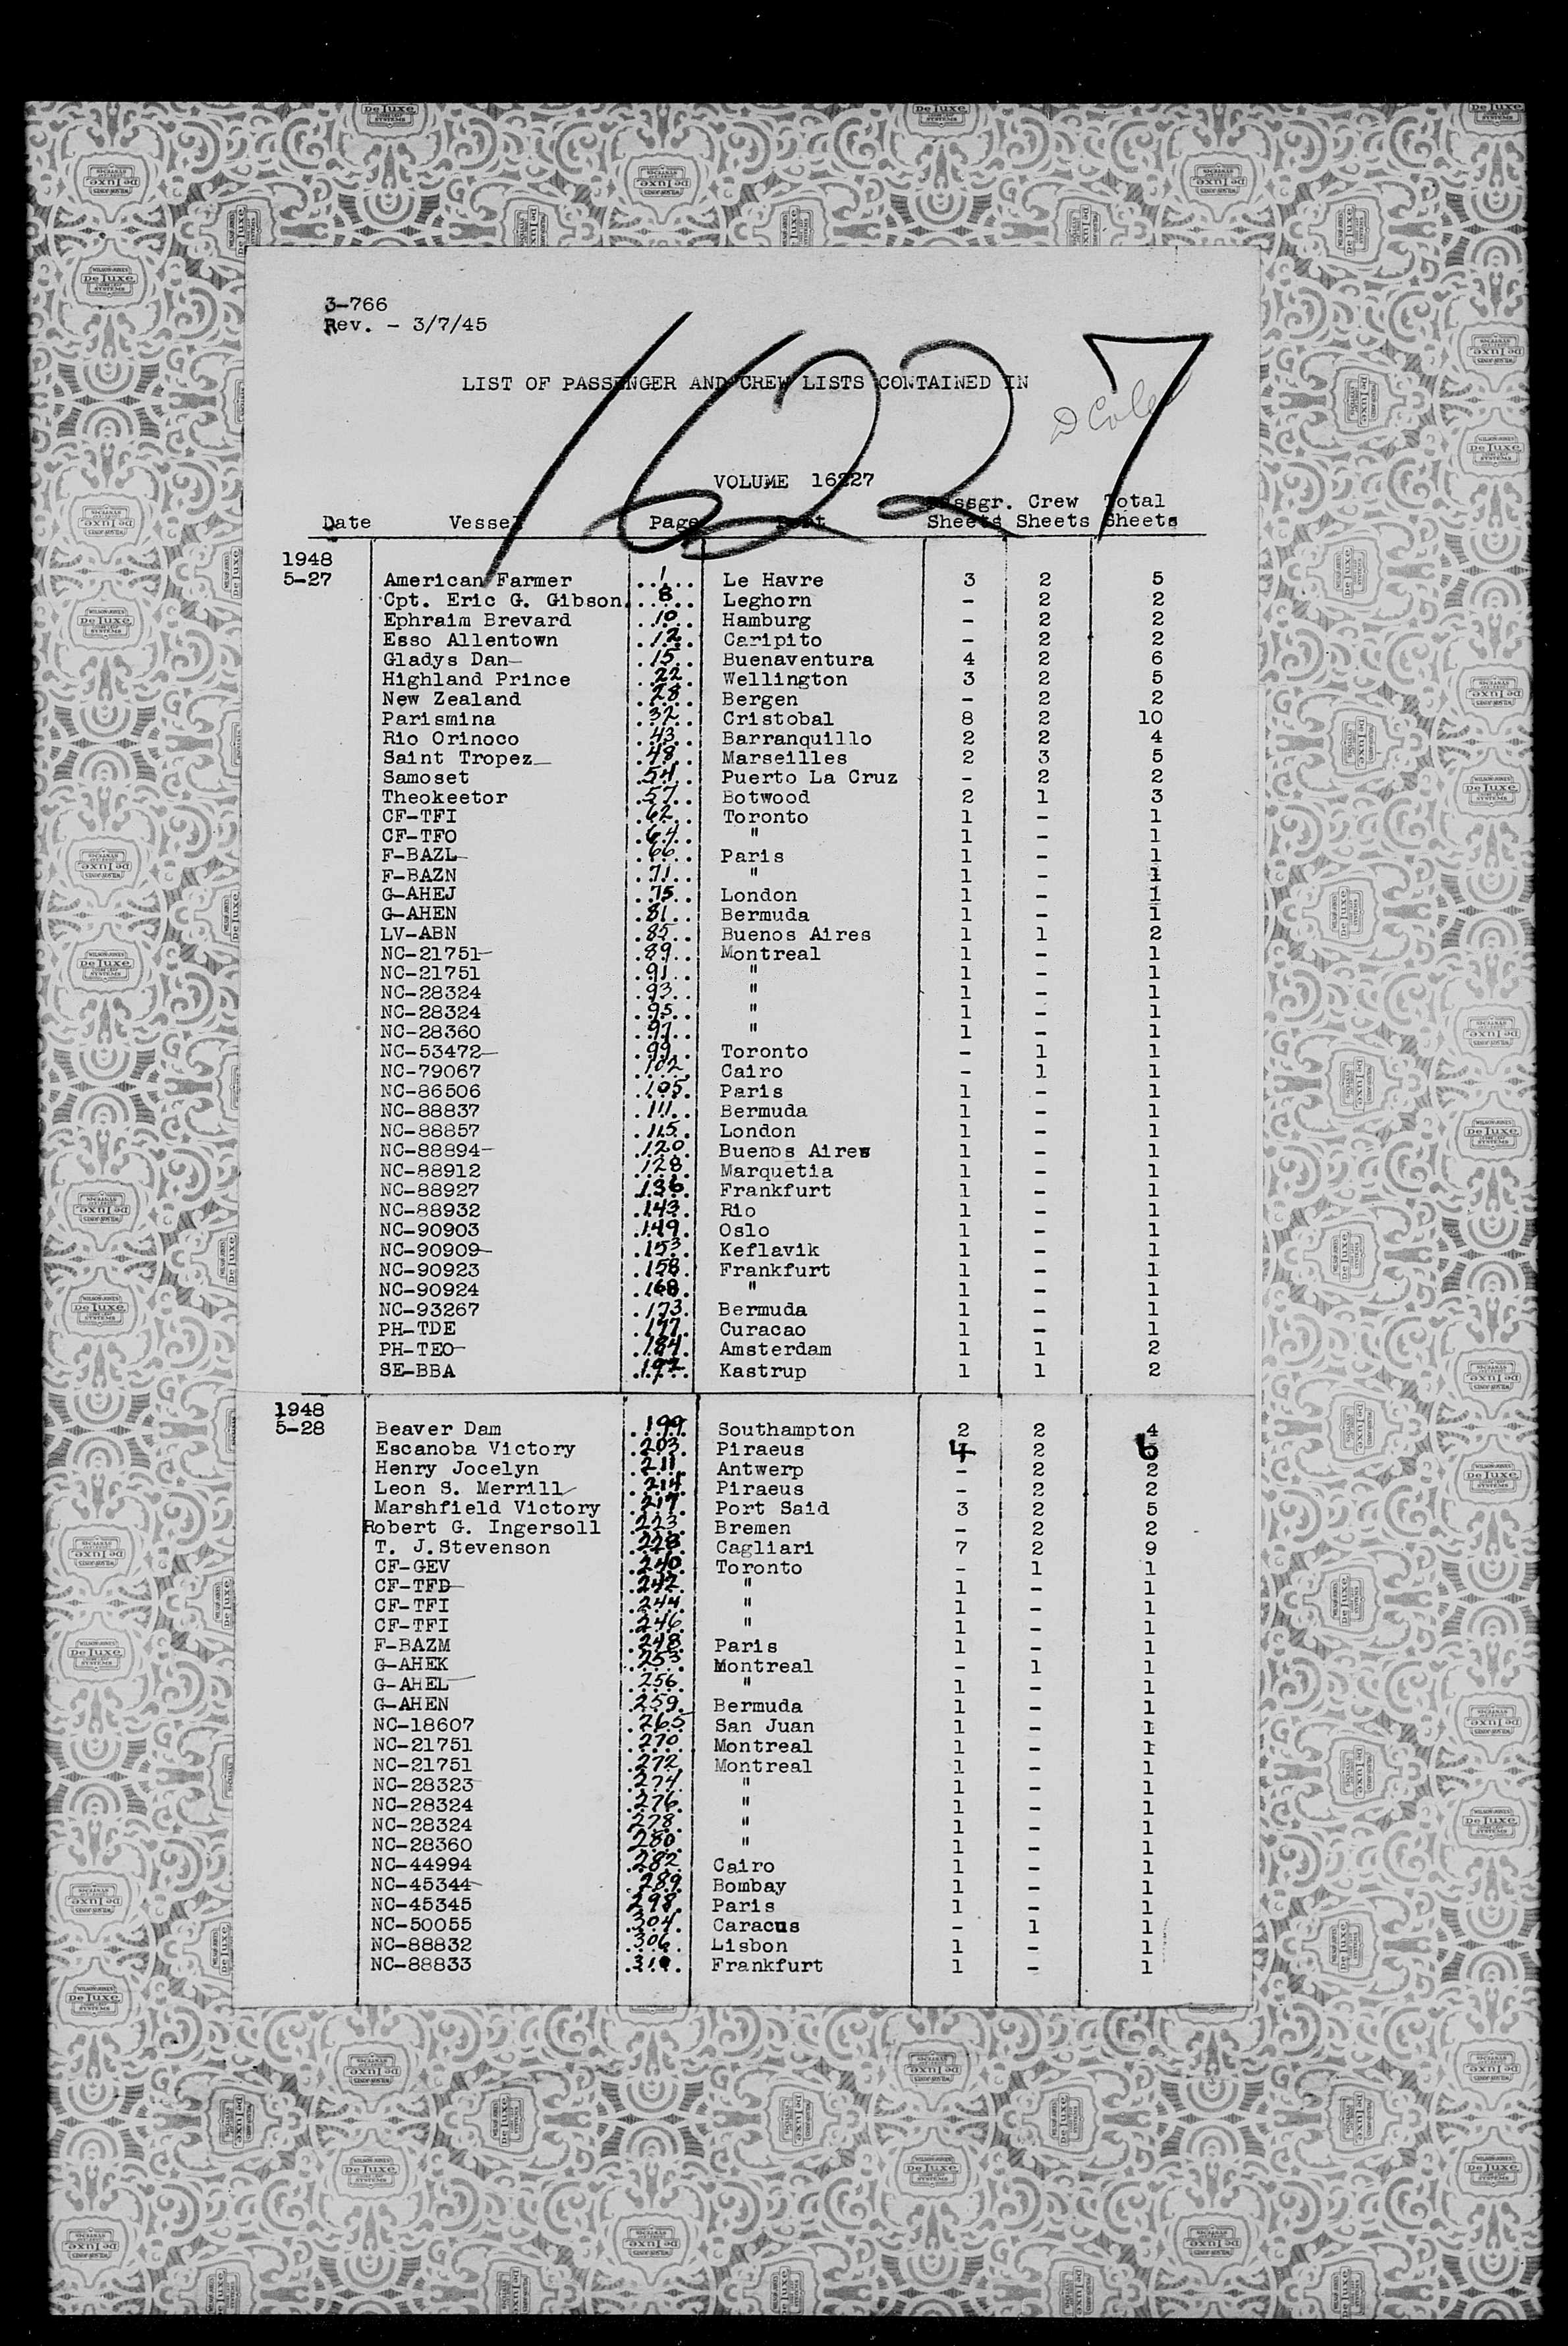 3-766
Rev. - 3/7/45
16227
LIST OF PASSENGER AND CREW LISTS CONTAINED IN
D Cole
VOLUME 16227
Passgr. Crew Total
Date Vessel Page Port Sheets Sheets Sheets
1948
5-27 American Farmer 1 Le Havre 3 2 5
Cpt. Eric G. Gibson 8 Leghorn - 2 2
Ephraim Brevard 10 Hamburg - 2 2
Esso Allentown 12 Caripito - 2 2
Gladys Dan 15 Buenaventura 4 2 6
Highland Prince 22 Wellington 3 2 5
New Zealand 28 Bergen - 2 2
Parismina 32 Cristobal 8 2 10
Rio Orinoco 43 Barranquillo 2 2 4
Saint Tropez 48 Marseilles 2 3 5
Samoset 54 Puerto La Cruz - 2 2
Theokeetor 57 Botwood 2 1 3
CF-TFI 62 Toronto 1 - 1
CF-TFO 64 " 1 - 1
F-BAZL 66 Paris 1 - 1
F-BAZN 71 " 1 - 1
G-AHEJ 75 London 1 - 1
G-AHEN 81 Bermuda 1 - 1
LV-ABN 85 Buenos Aires 1 1 2
NC-21751 89 Montreal 1 - 1
NC-21751 91 " 1 - 1
NC-28324 93 " 1 - 1
NC-28324 95 " 1 - 1
NC-28360 97 " 1 - 1
NC-53472 99 Toronto - 1 1
NC-79067 102 Cairo - 1 1
NC-86506 105 Paris 1 - 1
NC-88837 111 Bermuda 1 - 1
NC-88857 115 London 1 - 1
NC-88894 120 Buenos Aires 1 - 1
NC-88912 128 Marquetia 1 - 1
NC-88927 136 Frankfurt 1 - 1
NC-88932 143 Rio 1 - 1
NC-90903 149 Oslo 1 - 1
NC-90909 153 Keflavik 1 - 1
NC-90923 158 Frankfurt 1 - 1
NC-90924 168 " 1 - 1
NC-93267 173 Bermuda 1 - 1
PH-TDE 177 Curacao 1 - 1
PH-TEO 184 Amsterdam 1 1 2
SE-BBA 197 Kastrup 1 1 2
1948
5-28 Beaver Dam 199 Southampton 2 2 4
Escanoba Victory 203 Piraeus 4 2 6
Henry Jocelyn 211 Antwerp - 2 2
Leon S. Merrill 214 Piraeus - 2 2
Marshfield Victory 217 Port Said 3 2 5
Robert G. Ingersoll 223 Bremen - 2 2
T. J.Stevenson 228 Cagliari 7 2 9
CF-GEV 240 Toronto - 1 1
CF-TFD 242 " 1 - 1
CF-TFI 244 " 1 - 1
CF-TFI 246 " 1 - 1
F-BAZM 248 Paris 1 - 1
G-AHEK 253 Montreal - 1 1
G-AHEL 256 " 1 - 1
G-AHEN 259 Bermuda 1 - 1
NC-18607 265 San Juan 1 - 1
NC-21751 270 Montreal 1 - 1
NC-21751 272 Montreal 1 - 1
NC-28323 274 " 1 - 1
NC-28324 276 " 1 - 1
NC-28324 278 " 1 - 1
NC-28360 280 " 1 - 1
NC-44994 282 Cairo 1 - 1
NC-45344 289 Bombay 1 - 1
NC-45345 298 Paris 1 - 1
NC-50055 304 Caracus - 1 1
NC-88832 306 Lisbon 1 - 1
NC-88833 Frankfurt 1 - 1